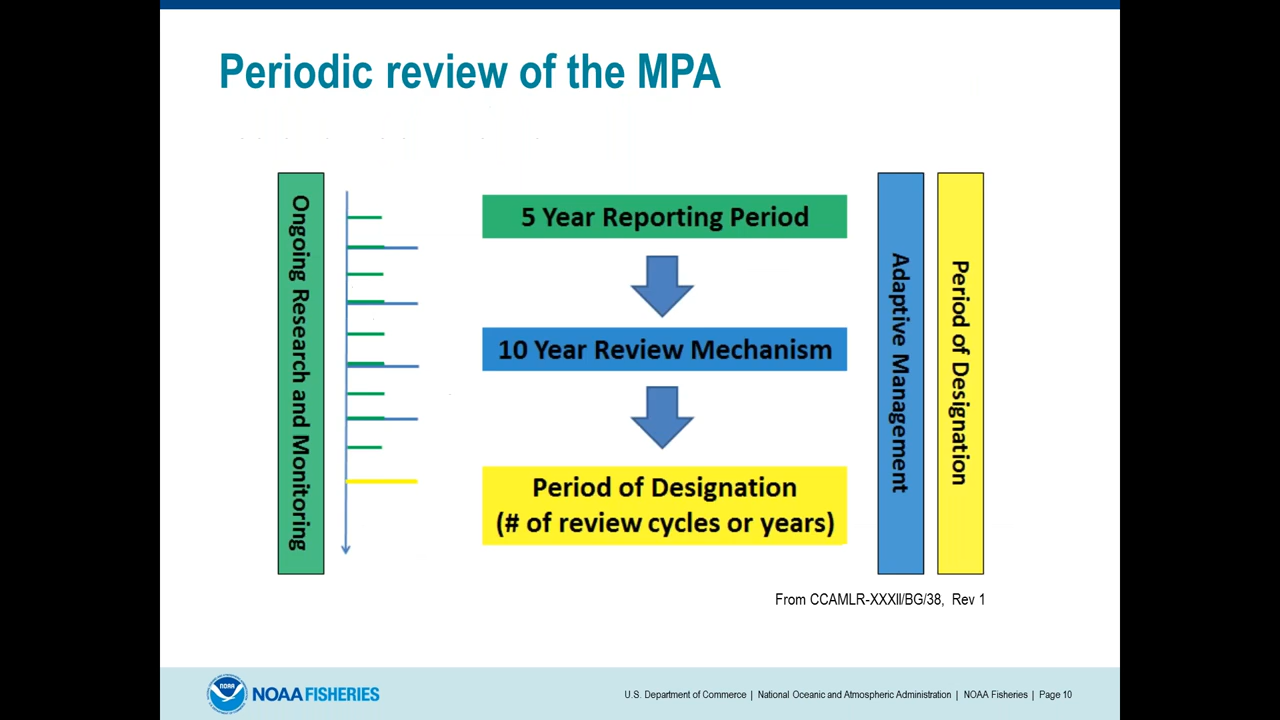 Periodic review of the MPA
Ongoing Research and Monitoring
5 Year Reporting Period
10 Year Review Mechanism
Period of Designation
(# of review cycles or years)
Adaptive Management
Period of Designation
From CCAMLR-XXXII/BG/38, Rev 1
NOAA
NOAA FISHERIES
U.S. Department of Commerce | National Oceanic and Atmospheric Administration | NOAA Fisheries | Page 10